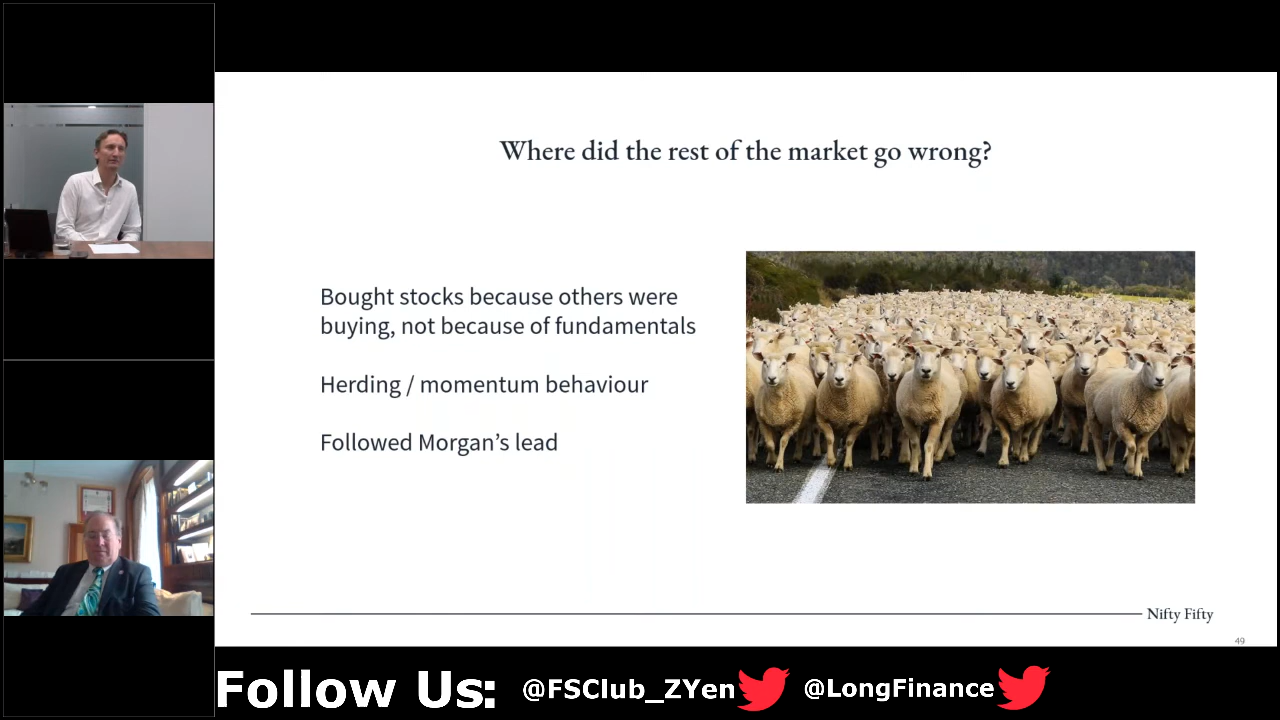 Where did the rest of the market go wrong?
Bought stocks because others were
buying, not because of fundamentals
Herding / momentum behaviour
Followed Morgan’s lead
Nifty Fifty
49
Follow Us: @FSClub_ZYen @LongFinance